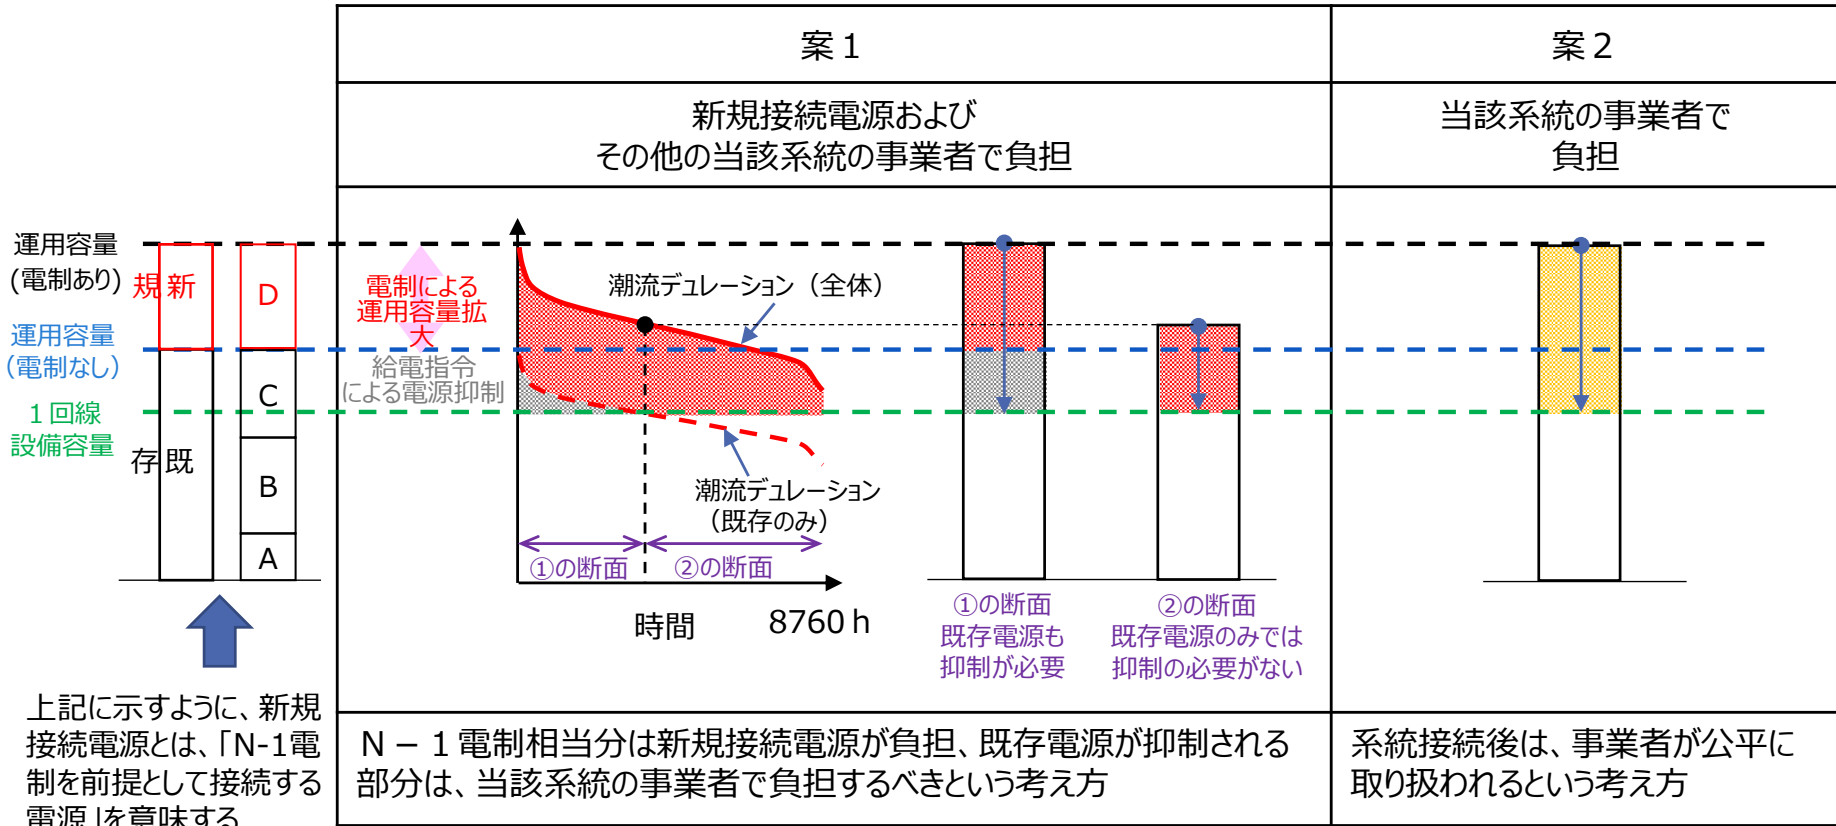 案1
案2
新規接続電源および
その他の当該系統の事業者で負担
当該系統の事業者で
負担
運用容量
(電制あり)
運用容量
(電制なし)
1回線
設備容量
新規
既存
D
C
B
A
電制による
運用容量拡
大
給電指令
による電源抑制
潮流デュレーション（全体）
潮流デュレーション
（既存のみ）
①の断面
②の断面
時間
8760 h
①の断面
既存電源も
抑制が必要
②の断面
既存電源のみでは
抑制の必要がない
上記に示すように、新規
接続電源とは、「N-1電
制を前提として接続する
電源」を意味する
N－1電制相当分は新規接続電源が負担、既存電源が抑制される
部分は、当該系統の事業者で負担するべきという考え方
系統接続後は、事業者が公平に
取り扱われるという考え方